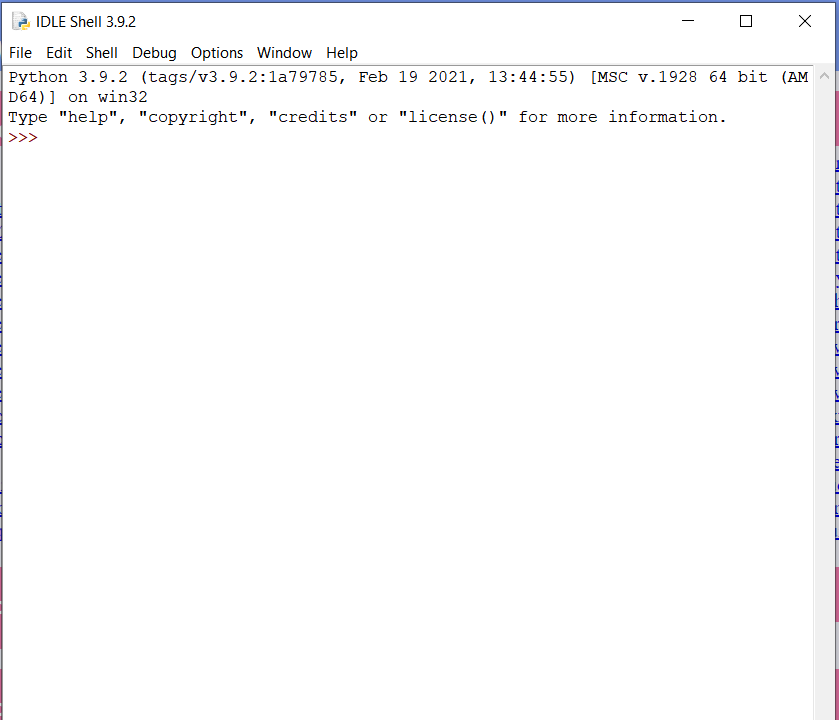 IDLE Shell 3.9.2
File Edit Shell Debug Options Window Help
Python 3.9.2 (tags/v3.9.2:1a79785, Feb 19 2021, 13:44:55) [MSC v.1928 64 bit (AM
D64)] on win32
Type "help", "copyright", "credits" or "license()" for more information.
>>>